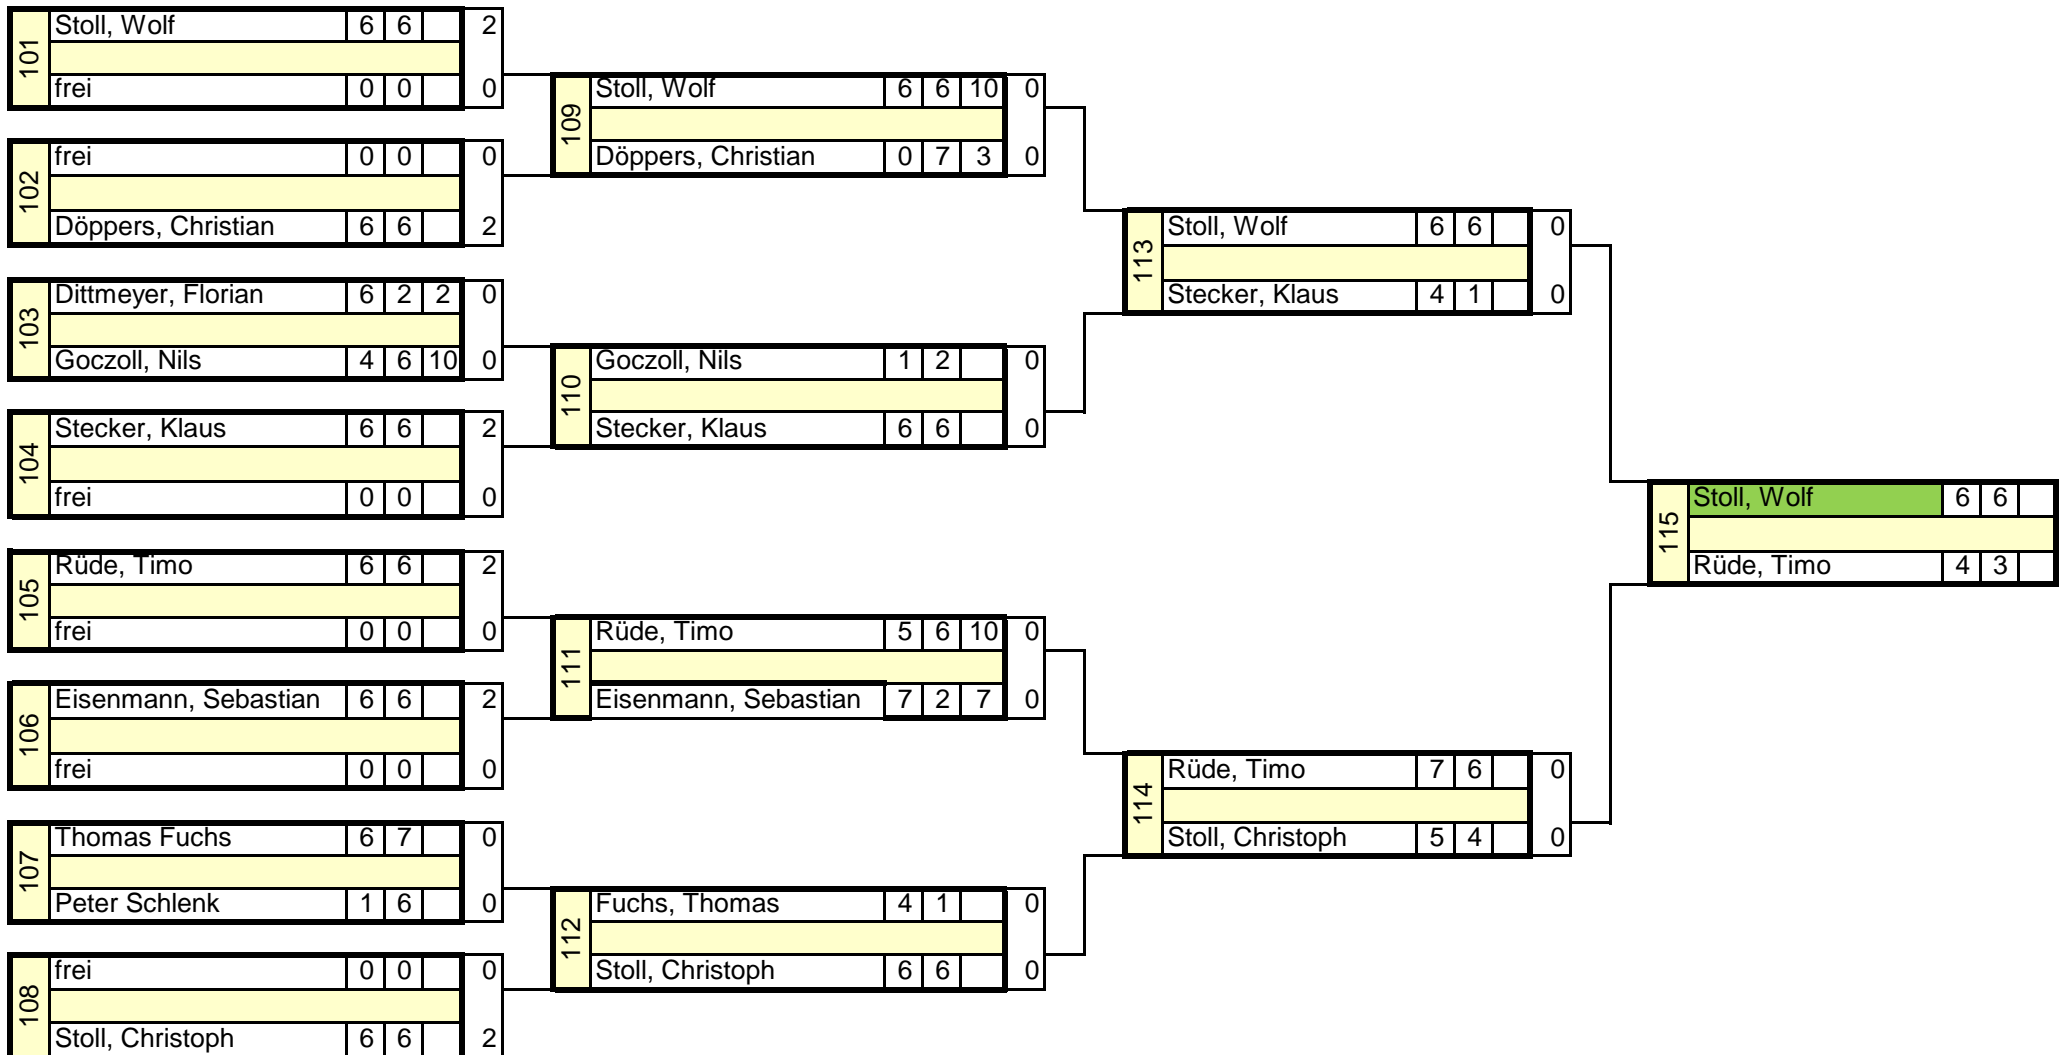 101
Stoll, Wolf 6 6 2
frei 0 0 0
102
frei 0 0 0
Döppers, Christian 6 6 2
103
Dittmeyer, Florian 6 2 2 0
Goczoll, Nils 4 6 10 0
104
Stecker, Klaus 6 6 2
frei 0 0 0
105
Rüde, Timo 6 6 2
frei 0 0 0
106
Eisenmann, Sebastian 6 6 2
frei 0 0 0
107
Thomas Fuchs 6 7 0
Peter Schlenk 1 6 0
108
frei 0 0 0
Stoll, Christoph 6 6 2
109
Stoll, Wolf 6 6 10 0
Döppers, Christian 0 7 3 0
110
Goczoll, Nils 1 2 0
Stecker, Klaus 6 6 0
111
Rüde, Timo 5 6 10 0
Eisenmann, Sebastian 7 2 7 0
112
Fuchs, Thomas 4 1 0
Stoll, Christoph 6 6 0
113
Stoll, Wolf 6 6 0
Stecker, Klaus 4 1 0
114
Rüde, Timo 7 6 0
Stoll, Christoph 5 4 0
115
Stoll, Wolf 6 6
Rüde, Timo 4 3